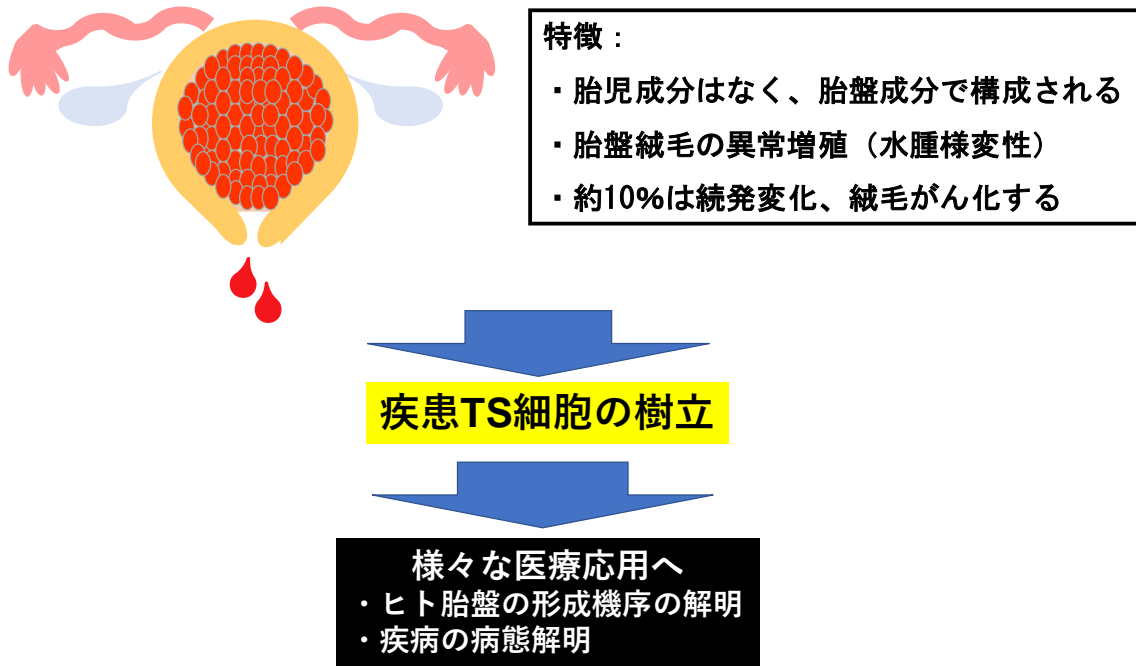 特徴：
・胎児成分はなく、胎盤成分で構成される
・胎盤絨毛の異常増殖（水腫様変性）
・約10%は続発変化、絨毛がん化する
疾患TS細胞の樹立
様々な医療応用へ
・ヒト胎盤の形成機序の解明
・疾病の病態解明